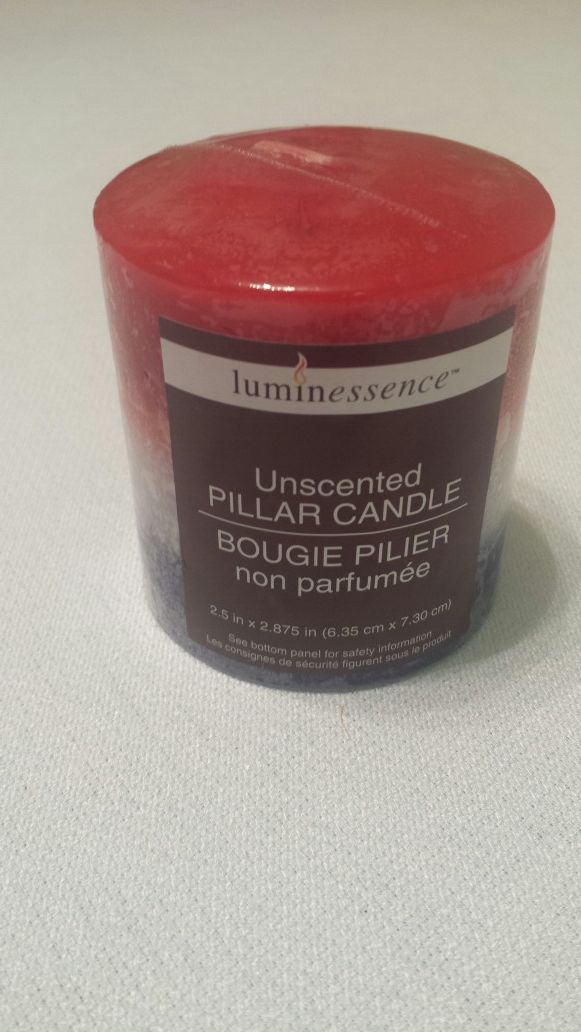 luminessence™
Unscented
PILLAR CANDLE
BOUGIE PILIER
non parfumée
2.5 in x 2.875 in (6.35 cm x 7.30 cm)
See bottom panel for safety information
Les consignes de sécurité figurent sous le produit